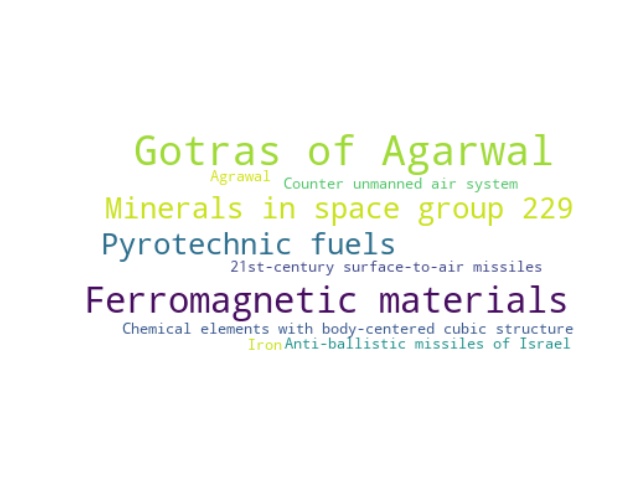 Gotras of Agarwal
Agrawal
Counter unmanned air system
Minerals in space group 229
Pyrotechnic fuels
21st-century surface-to-air missiles
Ferromagnetic materials
Chemical elements with body-centered cubic structure
Iron
Anti-ballistic missiles of Israel